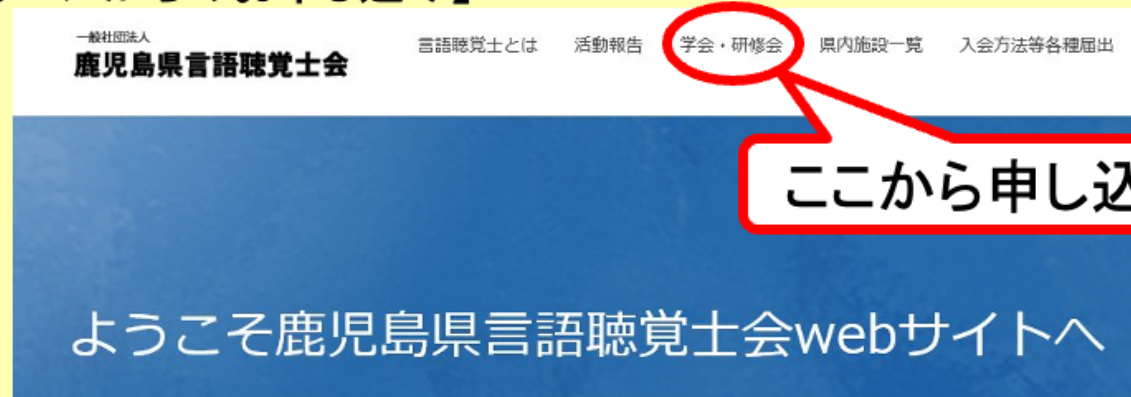 一般社団法人
鹿児島県言語聴覚士会
言語聴覚士とは 活動報告 学会・研修会 県内施設一覧 入会方法等各種届出
ここから申し込
ようこそ鹿児島県言語聴覚士会webサイトへ